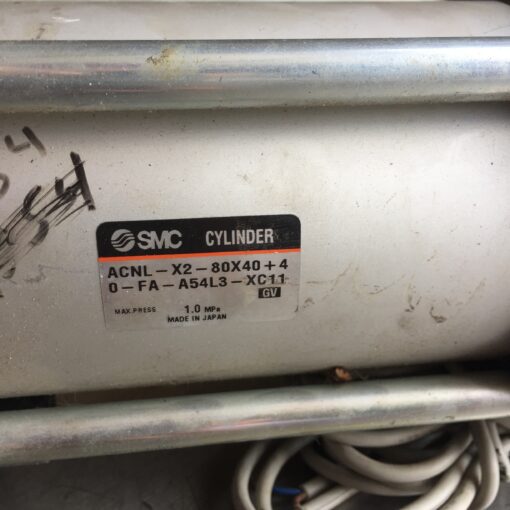 SMC CYLINDER
ACNL-X2-80X40+4
0-FA-A54L3-XC11
GV
MAX.PRESS 1.0 MPa
MADE IN JAPAN